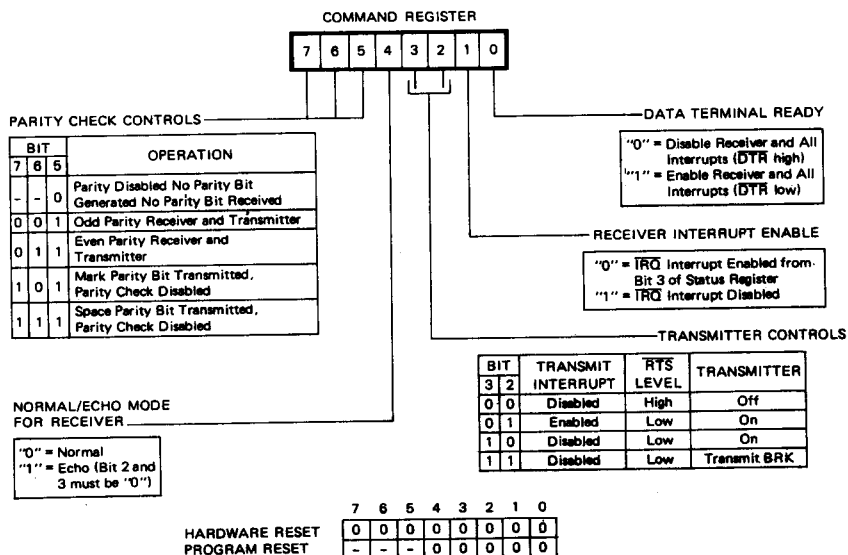 COMMAND REGISTER
7 6 5 4 3 2 1 0
PARITY CHECK CONTROLS
BIT
7 6 5 OPERATION
- - 0 Parity Disabled No Parity Bit
Generated No Parity Bit Received
0 0 1 Odd Parity Receiver and Transmitter
0 1 1 Even Parity Receiver and
Transmitter
1 0 1 Mark Parity Bit Transmitted,
Parity Check Disabled
1 1 1 Space Parity Bit Transmitted,
Parity Check Disabled
NORMAL/ECHO MODE
FOR RECEIVER
"0" = Normal
"1" = Echo (Bit 2 and
3 must be "0")
DATA TERMINAL READY
"0" = Disable Receiver and All
Interrupts (DTR high)
"1" = Enable Receiver and All
Interrupts (DTR low)
RECEIVER INTERRUPT ENABLE
"0" = IRQ Interrupt Enabled from
Bit 3 of Status Register
"1" = IRQ Interrupt Disabled
TRANSMITTER CONTROLS
BIT TRANSMIT RTS TRANSMITTER
3 2 INTERRUPT LEVEL
0 0 Disabled High Off
0 1 Enabled Low On
1 0 Disabled Low On
1 1 Disabled Low Transmit BRK
7 6 5 4 3 2 1 0
HARDWARE RESET 0 0 0 0 0 0 0 0
PROGRAM RESET - - - 0 0 0 0 0